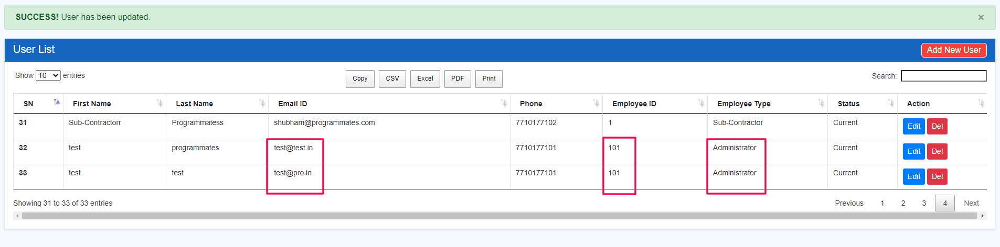 SUCCESS! User has been updated. ×
User List Add New User
Show 10 entries Copy CSV Excel PDF Print Search:
SN First Name Last Name Email ID Phone Employee ID Employee Type Status Action
31 Sub-Contractorr Programmatess shubham@programmates.com 7710177102 1 Sub-Contractor Current Edit Del
32 test programmates test@test.in 7710177101 101 Administrator Current Edit Del
33 test test test@pro.in 7710177101 101 Administrator Current Edit Del
Showing 31 to 33 of 33 entries Previous 1 2 3 4 Next